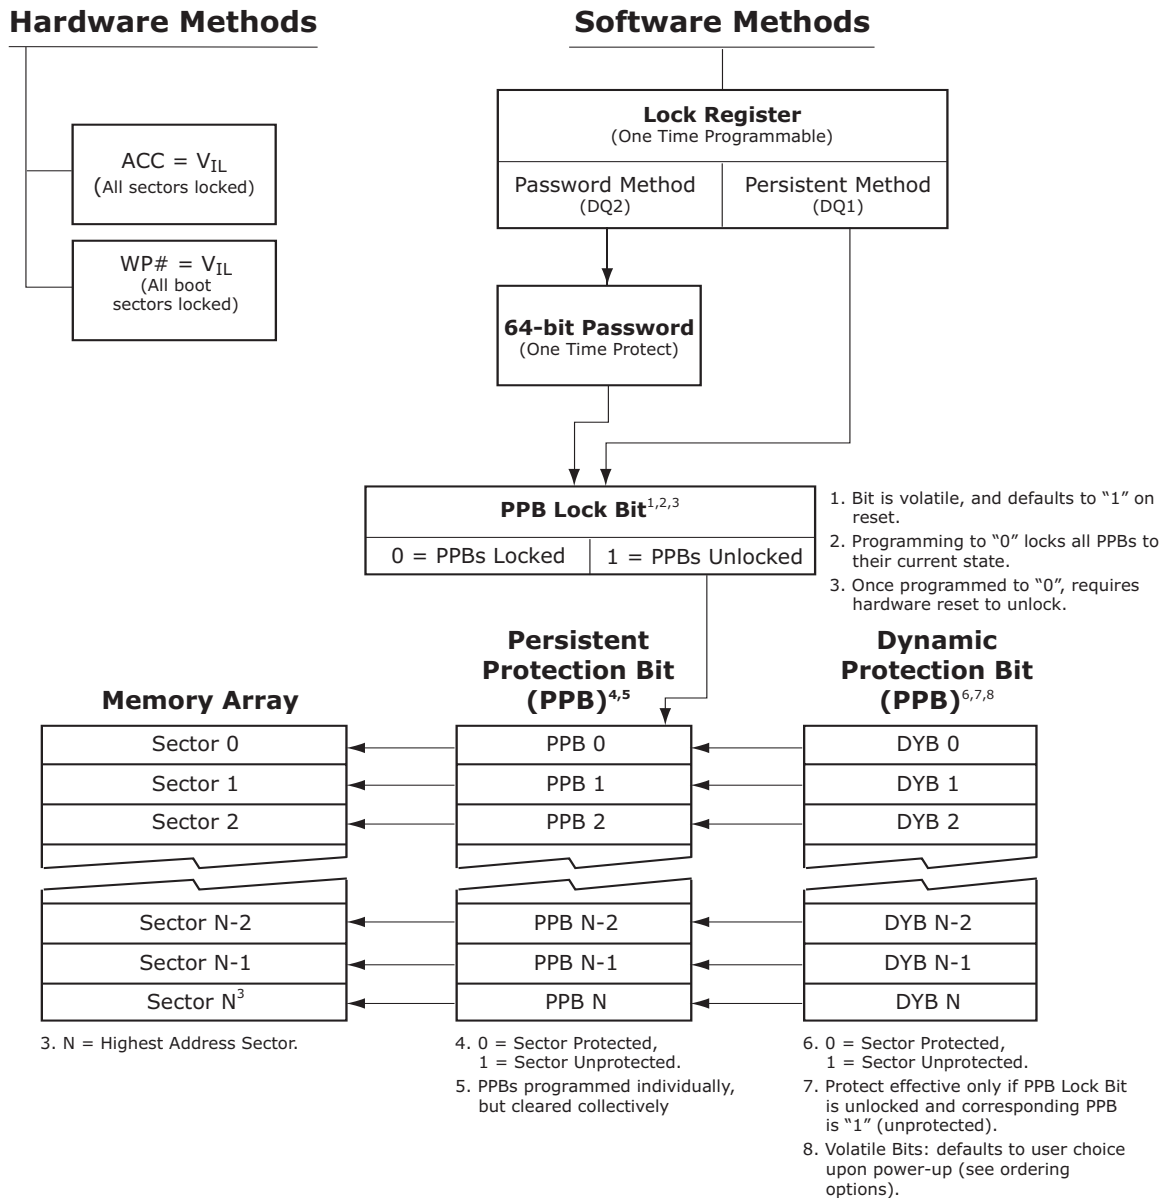 Hardware Methods
Software Methods
ACC = VIL
(All sectors locked)
WP# = VIL
(All boot
sectors locked)
Lock Register
(One Time Programmable)
Password Method
(DQ2)
Persistent Method
(DQ1)
64-bit Password
(One Time Protect)
PPB Lock Bit1,2,3
0 = PPBs Locked
1 = PPBs Unlocked
1. Bit is volatile, and defaults to “1” on
reset.
2. Programming to “0” locks all PPBs to
their current state.
3. Once programmed to “0”, requires
hardware reset to unlock.
Memory Array
Persistent
Protection Bit
(PPB)4,5
Dynamic
Protection Bit
(PPB)6,7,8
Sector 0
PPB 0
DYB 0
Sector 1
PPB 1
DYB 1
Sector 2
PPB 2
DYB 2
Sector N-2
PPB N-2
DYB N-2
Sector N-1
PPB N-1
DYB N-1
Sector N3
PPB N
DYB N
3. N = Highest Address Sector.
4. 0 = Sector Protected,
1 = Sector Unprotected.
5. PPBs programmed individually,
but cleared collectively
6. 0 = Sector Protected,
1 = Sector Unprotected.
7. Protect effective only if PPB Lock Bit
is unlocked and corresponding PPB
is “1” (unprotected).
8. Volatile Bits: defaults to user choice
upon power-up (see ordering
options).